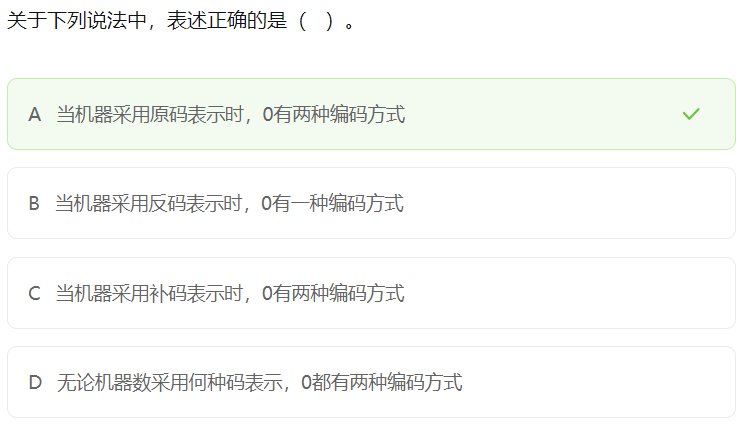 关于下列说法中，表述正确的是（ ）。
A 当机器采用原码表示时，0有两种编码方式
B 当机器采用反码表示时，0有一种编码方式
C 当机器采用补码表示时，0有两种编码方式
D 无论机器数采用何种码表示，0都有两种编码方式